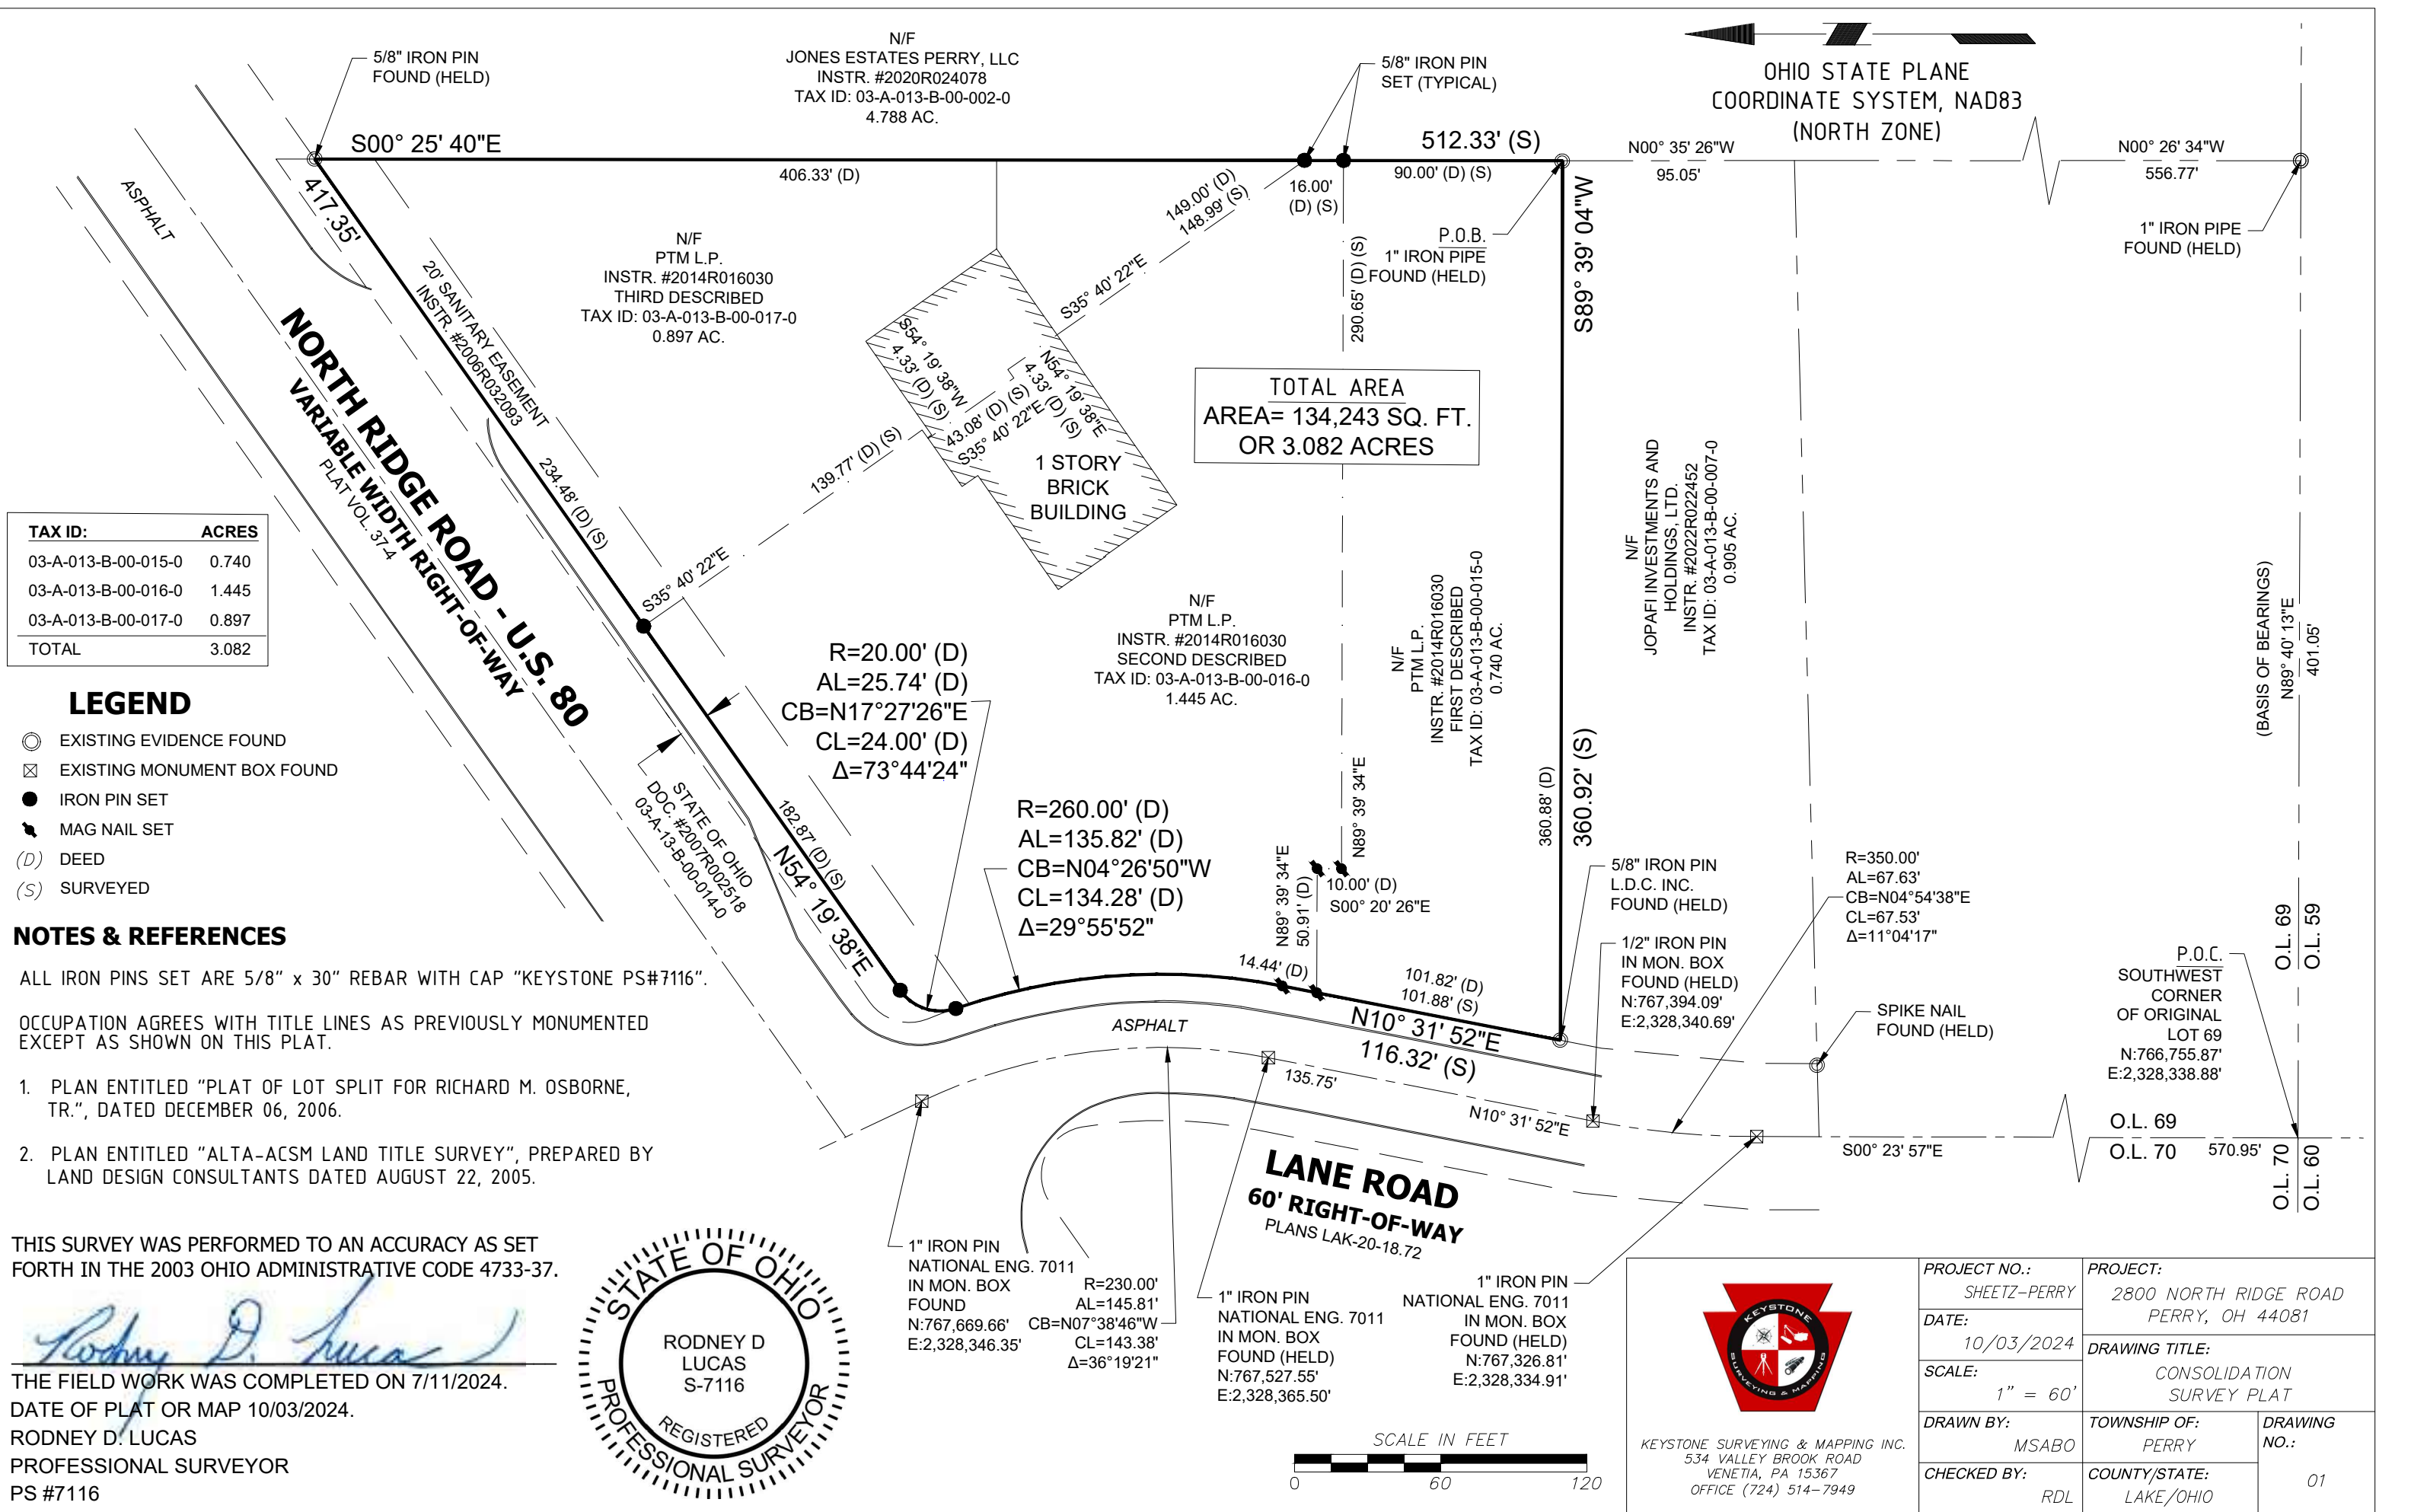 5/8" IRON PIN
FOUND (HELD)
N/F
JONES ESTATES PERRY, LLC
INSTR. #2020R024078
TAX ID: 03-A-013-B-00-002-0
4.788 AC.
5/8" IRON PIN
SET (TYPICAL)
OHIO STATE PLANE
COORDINATE SYSTEM, NAD83
(NORTH ZONE)
S00° 25' 40"E
512.33' (S)
406.33' (D)
16.00'
(D) (S)
90.00' (D) (S)
N00° 35' 26"W
95.05'
N00° 26' 34"W
556.77'
1" IRON PIPE
FOUND (HELD)
P.O.B.
1" IRON PIPE
FOUND (HELD)
149.00' (D)
148.99' (S)
S35° 40' 22"E
290.65' (D) (S)
S89° 39' 04"W
ASPHALT
417.35'
20' SANITARY EASEMENT
INSTR. #2006R032093
N/F
PTM L.P.
INSTR. #2014R016030
THIRD DESCRIBED
TAX ID: 03-A-013-B-00-017-0
0.897 AC.
NORTH RIDGE ROAD - U.S. 80
VARIABLE WIDTH RIGHT-OF-WAY
PLAT VOL. 37-4
234.48' (D) (S)
S54° 19' 38"W
4.33' (D) (S)
N54° 19' 38"E
4.33' (D) (S)
43.08' (D) (S)
S35° 40' 22"E
139.77' (D) (S)
S35° 40' 22"E
1 STORY
BRICK
BUILDING
TOTAL AREA
AREA= 134,243 SQ. FT.
OR 3.082 ACRES
N/F
JOPAFI INVESTMENTS AND
HOLDINGS, LTD.
INSTR. #2022R022452
TAX ID: 03-A-013-B-00-007-0
0.905 AC.
(BASIS OF BEARINGS)
N89° 40' 13"E
401.05'
TAX ID: ACRES
03-A-013-B-00-015-0 0.740
03-A-013-B-00-016-0 1.445
03-A-013-B-00-017-0 0.897
TOTAL 3.082
N/F
PTM L.P.
INSTR. #2014R016030
SECOND DESCRIBED
TAX ID: 03-A-013-B-00-016-0
1.445 AC.
N/F
PTM L.P.
INSTR. #2014R016030
FIRST DESCRIBED
TAX ID: 03-A-013-B-00-015-0
0.740 AC.
R=20.00' (D)
AL=25.74' (D)
CB=N17°27'26"E
CL=24.00' (D)
Δ=73°44'24"
R=260.00' (D)
AL=135.82' (D)
CB=N04°26'50"W
CL=134.28' (D)
Δ=29°55'52"
182.87' (D) (S)
N54° 19' 38"E
STATE OF OHIO
DOC. #2007R002518
03-A-13-B-00-014-0
N89° 39' 34"E
N89° 39' 34"E
50.91' (D)
10.00' (D)
S00° 20' 26"E
14.44' (D)
360.88' (D)
360.92' (S)
101.82' (D)
101.88' (S)
N10° 31' 52"E
116.32' (S)
5/8" IRON PIN
L.D.C. INC.
FOUND (HELD)
1/2" IRON PIN
IN MON. BOX
FOUND (HELD)
N:767,394.09'
E:2,328,340.69'
R=350.00'
AL=67.63'
CB=N04°54'38"E
CL=67.53'
Δ=11°04'17"
SPIKE NAIL
FOUND (HELD)
P.O.C.
SOUTHWEST
CORNER
OF ORIGINAL
LOT 69
N:766,755.87'
E:2,328,338.88'
O.L. 69
O.L. 59
O.L. 69
O.L. 70
O.L. 70
O.L. 60
570.95'
S00° 23' 57"E
ASPHALT
135.75'
N10° 31' 52"E
LANE ROAD
60' RIGHT-OF-WAY
PLANS LAK-20-18.72
LEGEND
EXISTING EVIDENCE FOUND
EXISTING MONUMENT BOX FOUND
IRON PIN SET
MAG NAIL SET
(D) DEED
(S) SURVEYED
NOTES & REFERENCES
ALL IRON PINS SET ARE 5/8" x 30" REBAR WITH CAP "KEYSTONE PS#7116".
OCCUPATION AGREES WITH TITLE LINES AS PREVIOUSLY MONUMENTED
EXCEPT AS SHOWN ON THIS PLAT.
1. PLAN ENTITLED "PLAT OF LOT SPLIT FOR RICHARD M. OSBORNE,
TR.", DATED DECEMBER 06, 2006.
2. PLAN ENTITLED "ALTA-ACSM LAND TITLE SURVEY", PREPARED BY
LAND DESIGN CONSULTANTS DATED AUGUST 22, 2005.
THIS SURVEY WAS PERFORMED TO AN ACCURACY AS SET
FORTH IN THE 2003 OHIO ADMINISTRATIVE CODE 4733-37.
Rodney D. Lucas
THE FIELD WORK WAS COMPLETED ON 7/11/2024.
DATE OF PLAT OR MAP 10/03/2024.
RODNEY D. LUCAS
PROFESSIONAL SURVEYOR
PS #7116
STATE OF OHIO
RODNEY D
LUCAS
S-7116
REGISTERED
PROFESSIONAL SURVEYOR
1" IRON PIN
NATIONAL ENG. 7011
IN MON. BOX
FOUND
N:767,669.66'
E:2,328,346.35'
R=230.00'
AL=145.81'
CB=N07°38'46"W
CL=143.38'
Δ=36°19'21"
1" IRON PIN
NATIONAL ENG. 7011
IN MON. BOX
FOUND (HELD)
N:767,527.55'
E:2,328,365.50'
1" IRON PIN
NATIONAL ENG. 7011
IN MON. BOX
FOUND (HELD)
N:767,326.81'
E:2,328,334.91'
SCALE IN FEET
0 60 120
KEYSTONE
SURVEYING & MAPPING
KEYSTONE SURVEYING & MAPPING INC.
534 VALLEY BROOK ROAD
VENETIA, PA 15367
OFFICE (724) 514-7949
PROJECT NO.:
SHEETZ-PERRY
DATE:
10/03/2024
SCALE:
1" = 60'
DRAWN BY:
MSABO
CHECKED BY:
RDL
PROJECT:
2800 NORTH RIDGE ROAD
PERRY, OH 44081
DRAWING TITLE:
CONSOLIDATION
SURVEY PLAT
TOWNSHIP OF:
PERRY
COUNTY/STATE:
LAKE/OHIO
DRAWING
NO.:
01